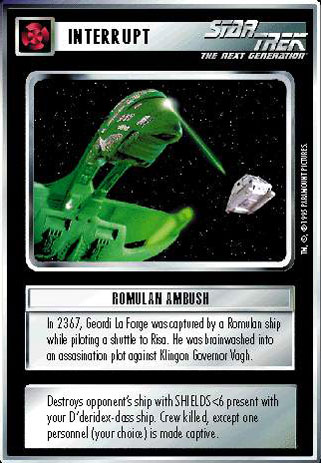 INTERRUPT
STAR TREK
THE NEXT GENERATION
TM, ©, ® 1995 PARAMOUNT PICTURES.
ROMULAN AMBUSH
In 2367, Geordi La Forge was captured by a Romulan ship
while piloting a shuttle to Risa. He was brainwashed into
an assasination plot against Klingon Governor Vagh.
Destroys opponent's ship with SHIELDS<6 present with
your D'deridex-class ship. Crew killed, except one
personnel (your choice) is made captive.